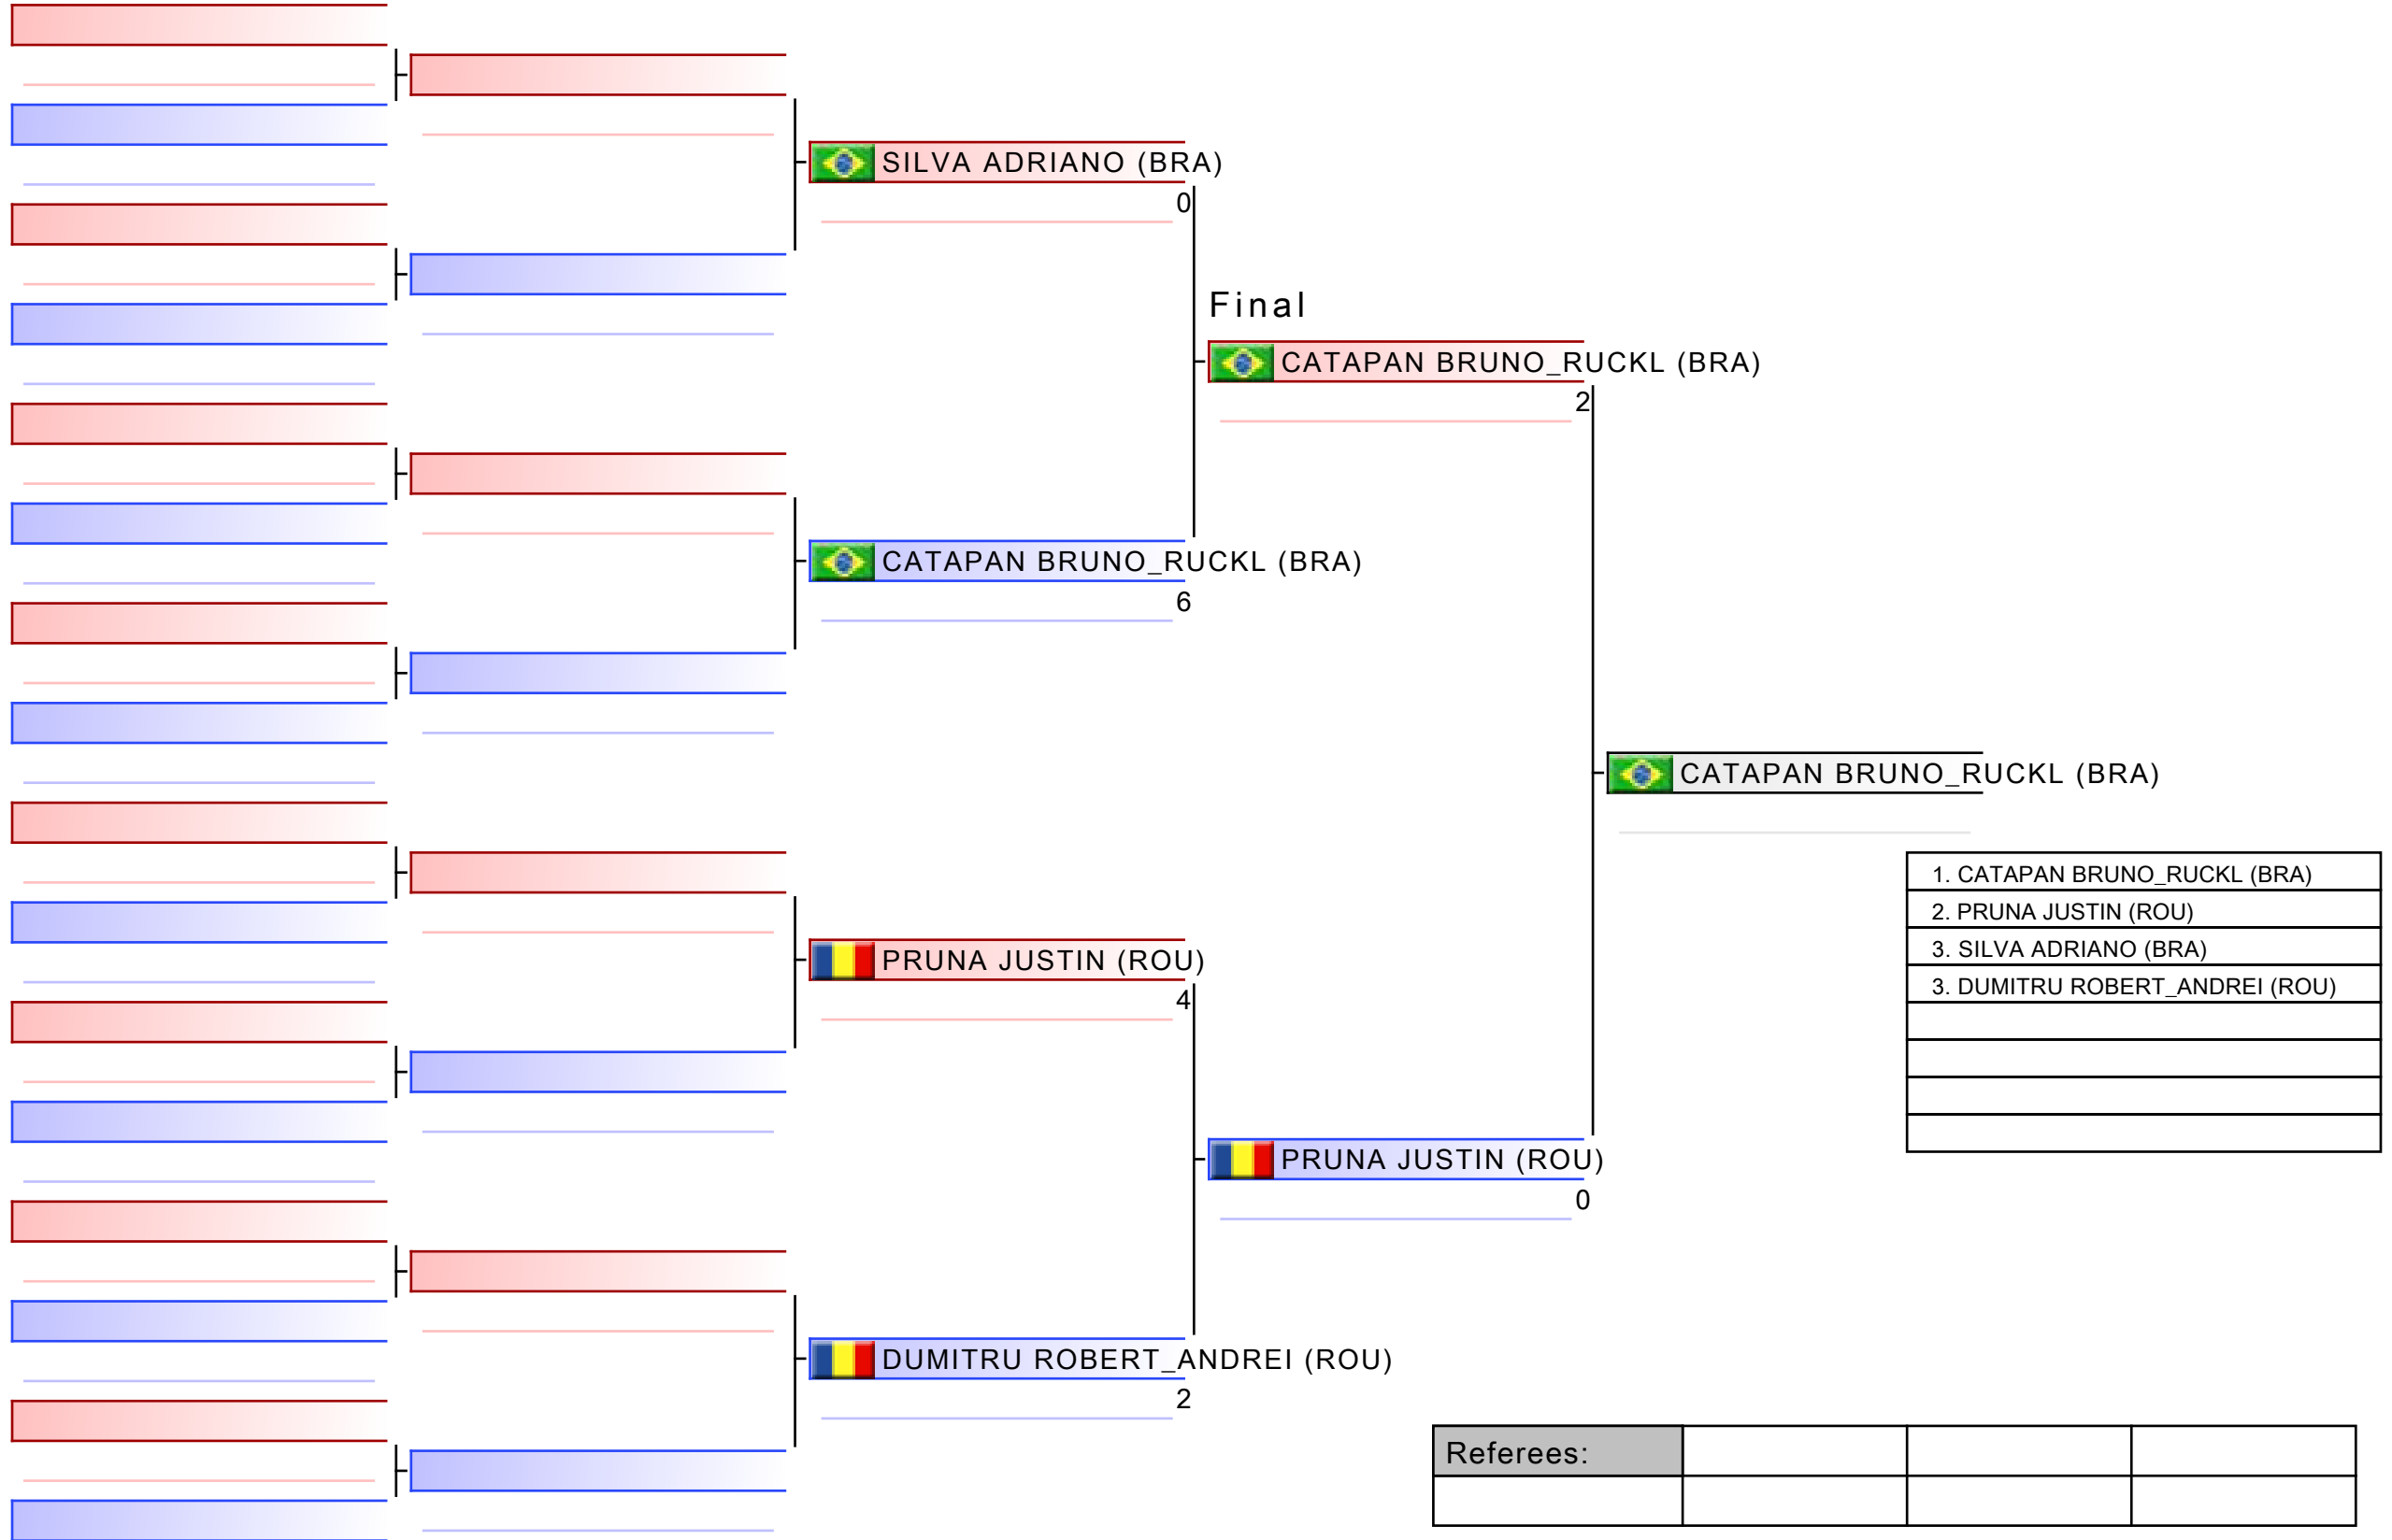 SILVA ADRIANO (BRA)
0
Final
CATAPAN BRUNO_RUCKL (BRA)
2
CATAPAN BRUNO_RUCKL (BRA)
6
CATAPAN BRUNO_RUCKL (BRA)
1. CATAPAN BRUNO_RUCKL (BRA)
2. PRUNA JUSTIN (ROU)
3. SILVA ADRIANO (BRA)
3. DUMITRU ROBERT_ANDREI (ROU)
PRUNA JUSTIN (ROU)
4
PRUNA JUSTIN (ROU)
0
DUMITRU ROBERT_ANDREI (ROU)
2
Referees: